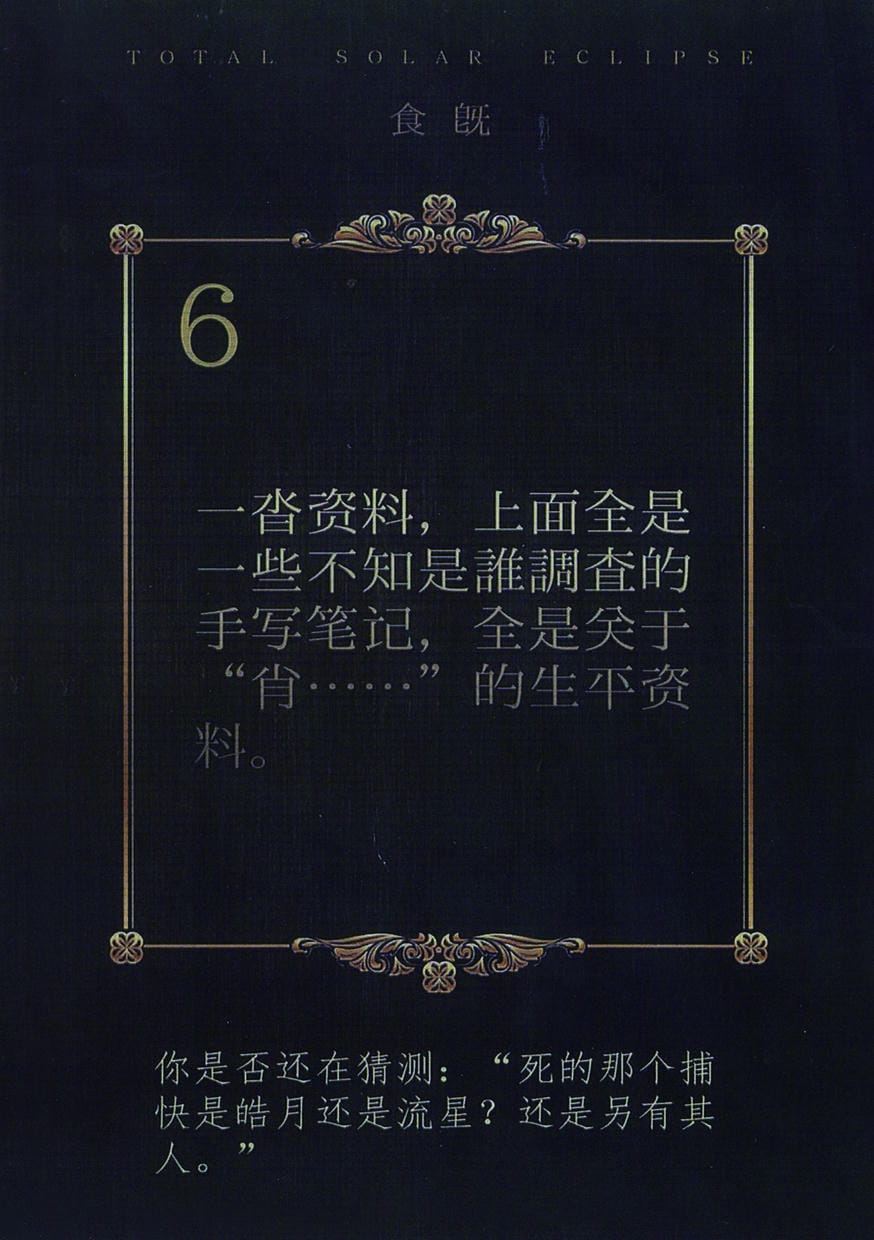 TOTAL SOLAR ECLIPSE
食既
6
一沓资料，上面全是
一些不知是誰調査的
手写笔记，全是关于
“肖……”的生平资
料。
你是否还在猜测：“死的那个捕
快是皓月还是流星？还是另有其
人。”